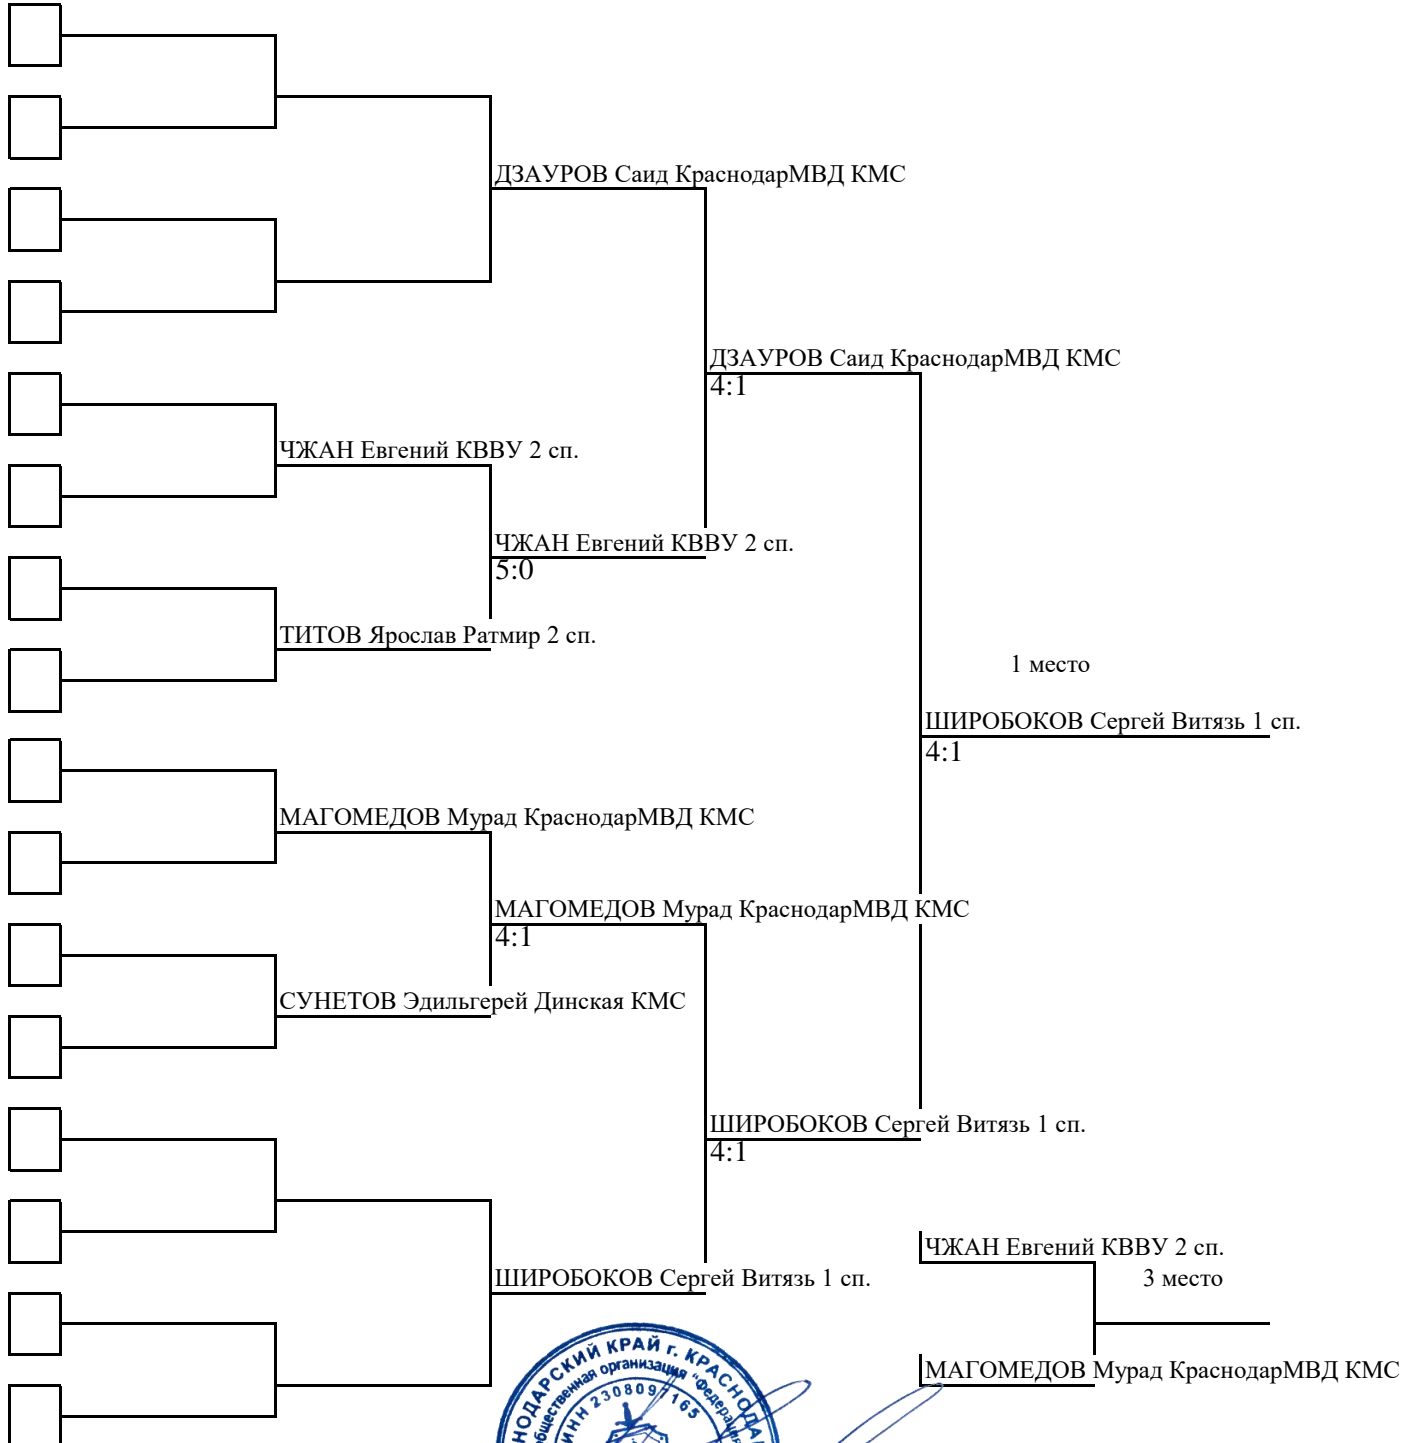 ДЗАУРОВ Саид КраснодарМВД КМС
ДЗАУРОВ Саид КраснодарМВД КМС
4:1
ЧЖАН Евгений КВВУ 2 сп.
ЧЖАН Евгений КВВУ 2 сп.
5:0
ТИТОВ Ярослав Ратмир 2 сп.
1 место
ШИРОБОКОВ Сергей Витязь 1 сп.
4:1
МАГОМЕДОВ Мурад КраснодарМВД КМС
МАГОМЕДОВ Мурад КраснодарМВД КМС
4:1
СУНЕТОВ Эдильгерей Динская КМС
ШИРОБОКОВ Сергей Витязь 1 сп.
4:1
ЧЖАН Евгений КВВУ 2 сп.
ШИРОБОКОВ Сергей Витязь 1 сп.
3 место
МАГОМЕДОВ Мурад КраснодарМВД КМС
НОДАРСКИЙ КРАЙ г. КРАСНОДА
общественная организация "Федерация
ИНН